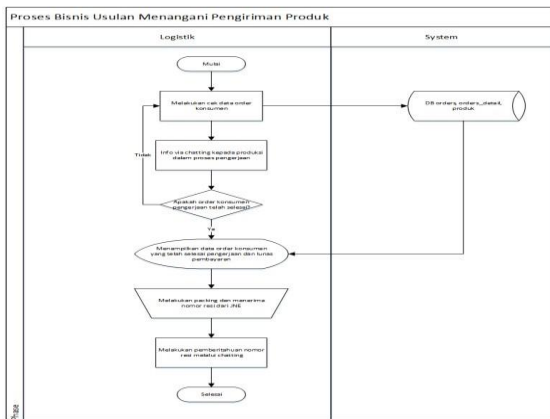 Proses Bisnis Usulan Menangani Pengiriman Produk
Logistik
System
Mulai
Melakukan cek data order
konsumen
DB orders, orders_detail,
produk
Info via chatting kapada produksi
dalam proses pengerjaan
Tidak
Apakah order konsumen
pengerjaan telah selesai?
Ya
Menampilkan data order konsumen
yang telah selesai pengerjaan dan lunas
pembayaran
Melakukan packing dan menerima
nomor resi dari JNE
Melakukan pemberitahuan nomor
resi melalui chatting
Selesai
Phase